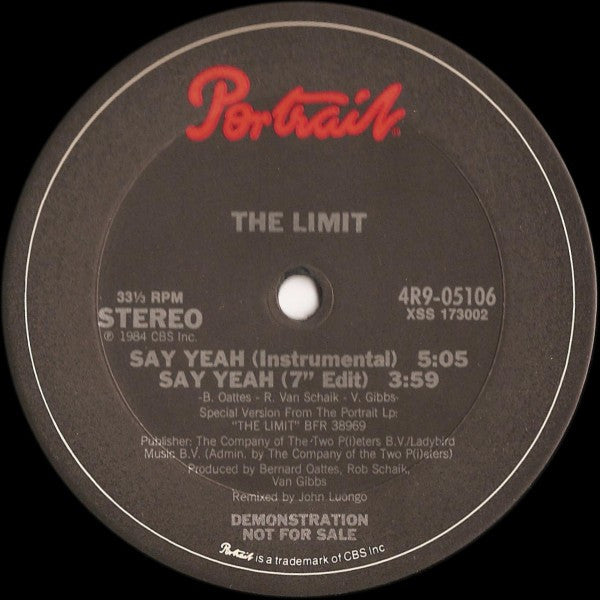 Portrait
THE LIMIT
33⅓ RPM
STEREO
℗ 1984 CBS Inc.
4R9-05106
XSS 173002
SAY YEAH (Instrumental) 5:05
SAY YEAH (7" Edit) 3:59
-B. Oattes - R. Van Schaik - V. Gibbs-
Special Version From The Portrait Lp:
"THE LIMIT" BFR 38969
Publisher: The Company of The Two P(i)eters B.V./Ladybird
Music B.V. (Admin. by The Company of the Two P(i)eters)
Produced by Bernard Oattes, Rob Schaik,
Van Gibbs
Remixed by John Luongo
DEMONSTRATION
NOT FOR SALE
Portrait is a trademark of CBS Inc